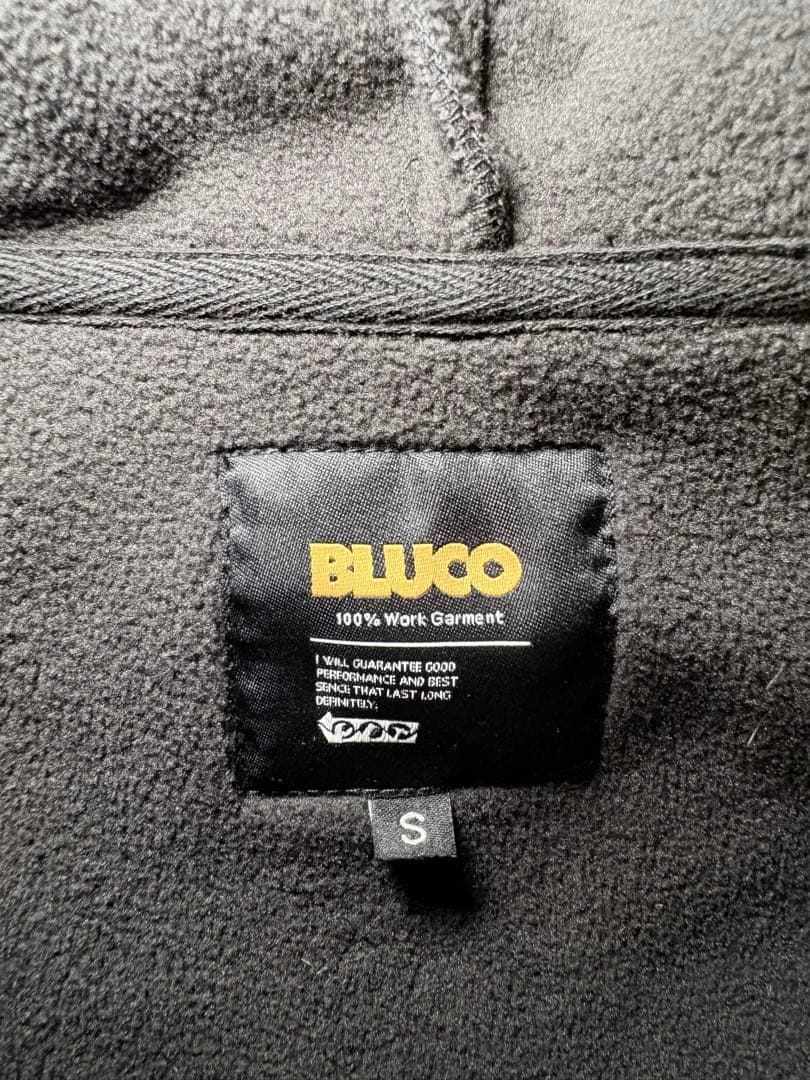 BLUCO
100% Work Garment
I WILL GUARANTEE GOOD
PERFORMANCE AND BEST
SENCE THAT LAST LONG
DEFINITELY.
S